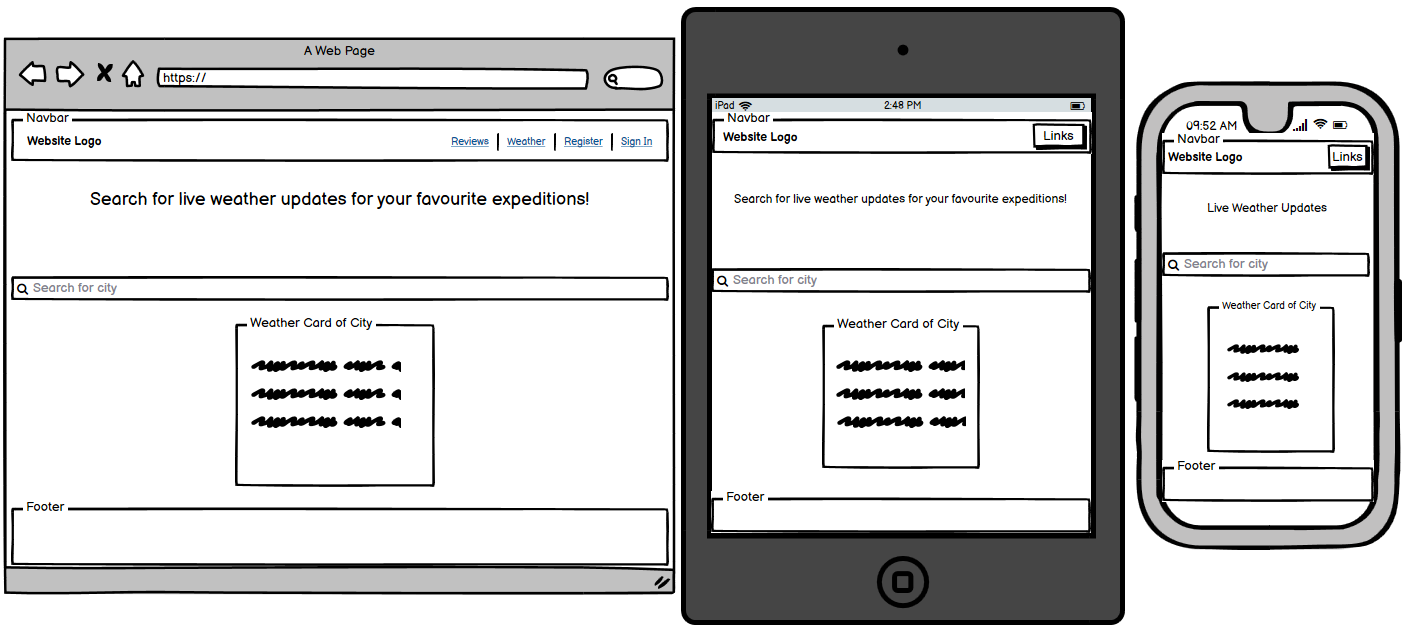 A Web Page
https://
Navbar
Website Logo
Reviews Weather Register Sign In
Search for live weather updates for your favourite expeditions!
Search for city
Weather Card of City
Footer
iPod
2:48 PM
Navbar
Website Logo
Links
Search for live weather updates for your favourite expeditions!
Search for city
Weather Card of City
Footer
09:52 AM
Navbar
Website Logo
Links
Live Weather Updates
Search for city
Weather Card of City
Footer